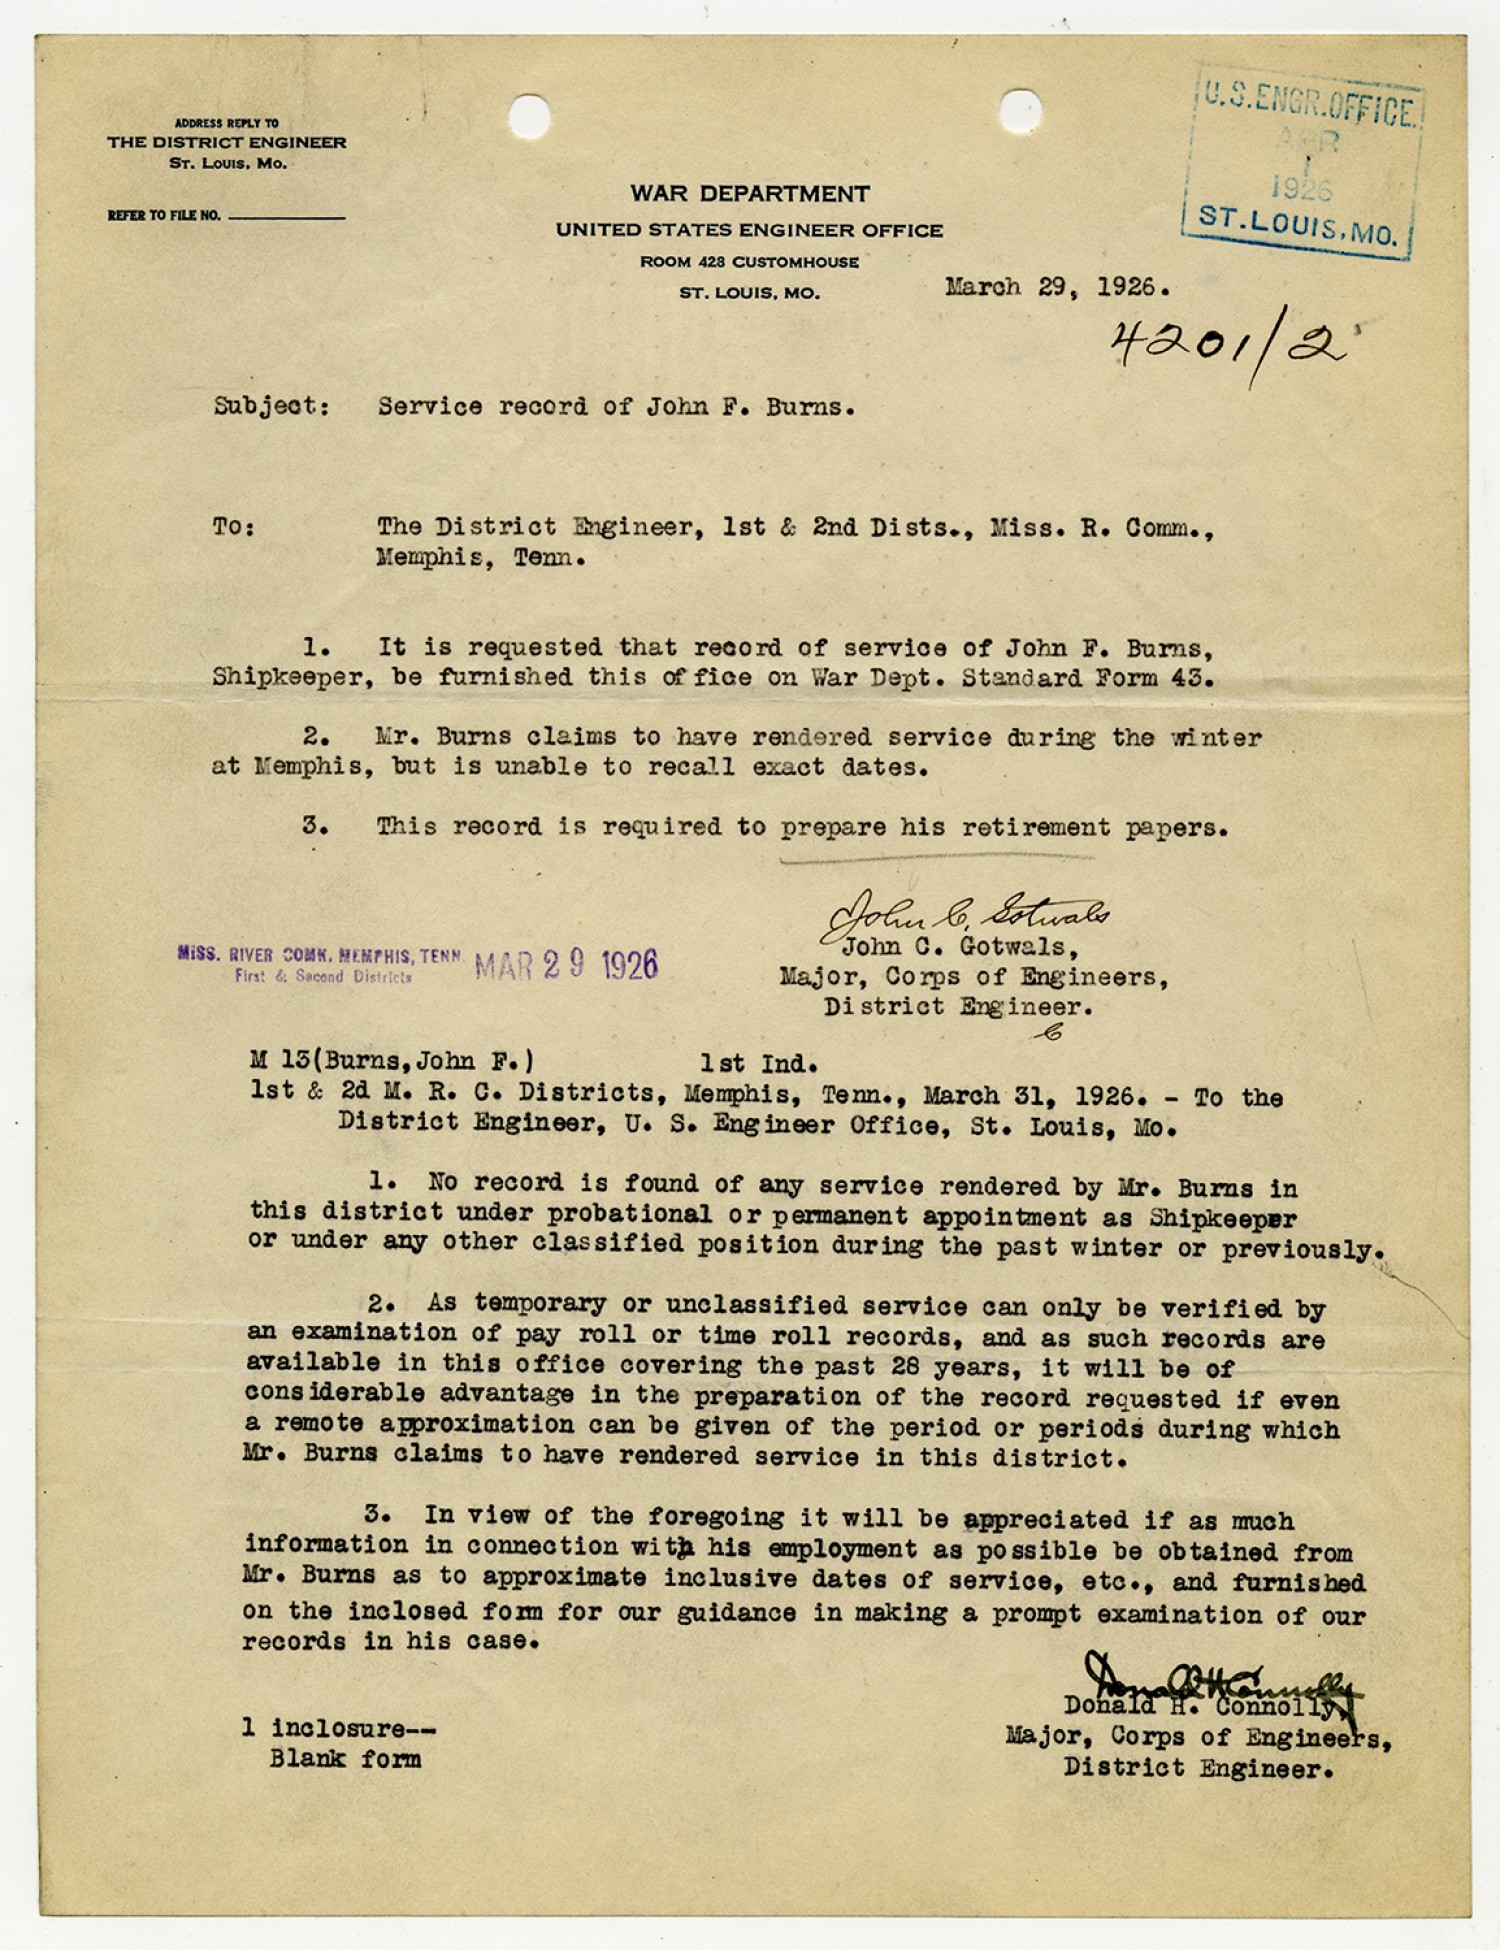 ADDRESS REPLY TO
THE DISTRICT ENGINEER
ST. LOUIS, MO.
REFER TO FILE NO.
U.S.ENGR.OFFICE.
APR
1
1926
ST.LOUIS,MO.
WAR DEPARTMENT
UNITED STATES ENGINEER OFFICE
ROOM 428 CUSTOMHOUSE
ST. LOUIS, MO.
March 29, 1926.
4201/2
Subject: Service record of John F. Burns.
To: The District Engineer, 1st & 2nd Dists., Miss. R. Comm.,
Memphis, Tenn.
1. It is requested that record of service of John F. Burns,
Shipkeeper, be furnished this office on War Dept. Standard Form 43.
2. Mr. Burns claims to have rendered service during the winter
at Memphis, but is unable to recall exact dates.
3. This record is required to prepare his retirement papers.
John C. Gotwals
John C. Gotwals,
Major, Corps of Engineers,
District Engineer.
MISS. RIVER COMN. MEMPHIS, TENN.
First & Second Districts
MAR 29 1926
M 13(Burns,John F.) 1st Ind.
1st & 2d M. R. C. Districts, Memphis, Tenn., March 31, 1926. - To the
District Engineer, U. S. Engineer Office, St. Louis, Mo.
1. No record is found of any service rendered by Mr. Burns in
this district under probational or permanent appointment as Shipkeeper
or under any other classified position during the past winter or previously.
2. As temporary or unclassified service can only be verified by
an examination of pay roll or time roll records, and as such records are
available in this office covering the past 28 years, it will be of
considerable advantage in the preparation of the record requested if even
a remote approximation can be given of the period or periods during which
Mr. Burns claims to have rendered service in this district.
3. In view of the foregoing it will be appreciated if as much
information in connection with his employment as possible be obtained from
Mr. Burns as to approximate inclusive dates of service, etc., and furnished
on the inclosed form for our guidance in making a prompt examination of our
records in his case.
Donald H Connolly
Donald H. Connolly,
Major, Corps of Engineers,
District Engineer.
1 inclosure--
Blank form